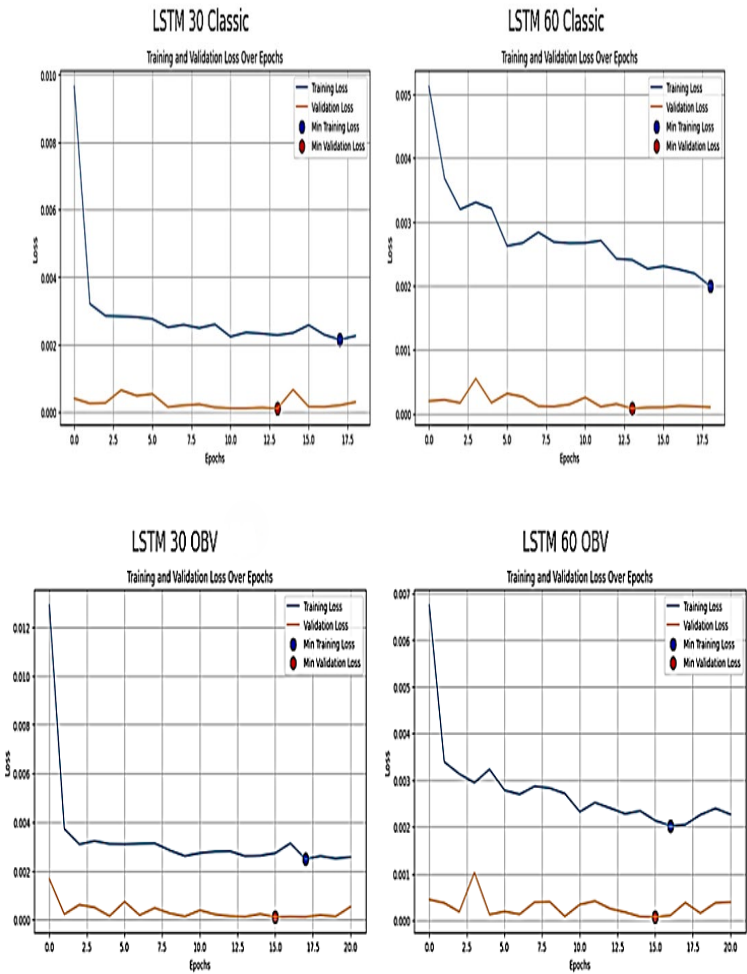 LSTM 30 Classic
Training and Validation Loss Over Epochs
Training Loss
Validation Loss
Min Training Loss
Min Validation Loss
0.010
0.008
0.006
0.004
0.002
0.000
Loss
0.0 2.5 5.0 7.5 10.0 12.5 15.0 17.5
Epochs
LSTM 60 Classic
Training and Validation Loss Over Epochs
Training Loss
Validation Loss
Min Training Loss
Min Validation Loss
0.005
0.004
0.003
0.002
0.001
0.000
Loss
0.0 2.5 5.0 7.5 10.0 12.5 15.0 17.5
Epochs
LSTM 30 OBV
Training and Validation Loss Over Epochs
Training Loss
Validation Loss
Min Training Loss
Min Validation Loss
0.012
0.010
0.008
0.006
0.004
0.002
0.000
Loss
0.0 2.5 5.0 7.5 10.0 12.5 15.0 17.5 20.0
Epochs
LSTM 60 OBV
Training and Validation Loss Over Epochs
Training Loss
Validation Loss
Min Training Loss
Min Validation Loss
0.007
0.006
0.005
0.004
0.003
0.002
0.001
0.000
Loss
0.0 2.5 5.0 7.5 10.0 12.5 15.0 17.5 20.0
Epochs